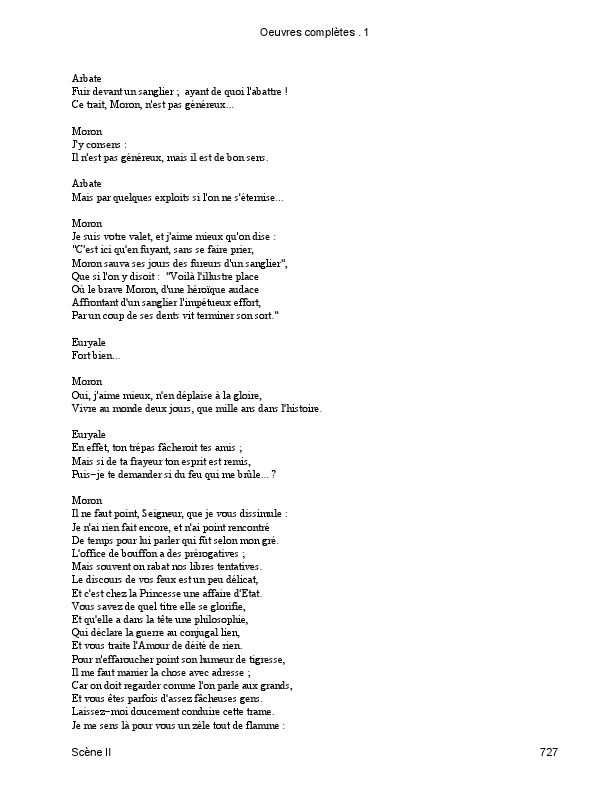 Oeuvres complètes . 1
Arbate
Fuir devant un sanglier ;  ayant de quoi l'abattre !
Ce trait, Moron, n'est pas généreux...
Moron
J'y consens :
Il n'est pas généreux, mais il est de bon sens.
Arbate
Mais par quelques exploits si l'on ne s'éternise...
Moron
Je suis votre valet, et j'aime mieux qu'on dise :
"C'est ici qu'en fuyant, sans se faire prier,
Moron sauva ses jours des fureurs d'un sanglier",
Que si l'on y disoit :  "Voilà l'illustre place
Où le brave Moron, d'une héroïque audace
Affrontant d'un sanglier l'impétueux effort,
Par un coup de ses dents vit terminer son sort."
Euryale
Fort bien...
Moron
Oui, j'aime mieux, n'en déplaise à la gloire,
Vivre au monde deux jours, que mille ans dans l'histoire.
Euryale
En effet, ton trépas fâcheroit tes amis ;
Mais si de ta frayeur ton esprit est remis,
Puis−je te demander si du feu qui me brûle... ?
Moron
Il ne faut point, Seigneur, que je vous dissimule :
Je n'ai rien fait encore, et n'ai point rencontré
De temps pour lui parler qui fût selon mon gré.
L'office de bouffon a des prérogatives ;
Mais souvent on rabat nos libres tentatives.
Le discours de vos feux est un peu délicat,
Et c'est chez la Princesse une affaire d'Etat.
Vous savez de quel titre elle se glorifie,
Et qu'elle a dans la tête une philosophie,
Qui déclare la guerre au conjugal lien,
Et vous traite l'Amour de déité de rien.
Pour n'effaroucher point son humeur de tigresse,
Il me faut manier la chose avec adresse ;
Car on doit regarder comme l'on parle aux grands,
Et vous êtes parfois d'assez fâcheuses gens.
Laissez−moi doucement conduire cette trame.
Je me sens là pour vous un zèle tout de flamme :
Scène II
727